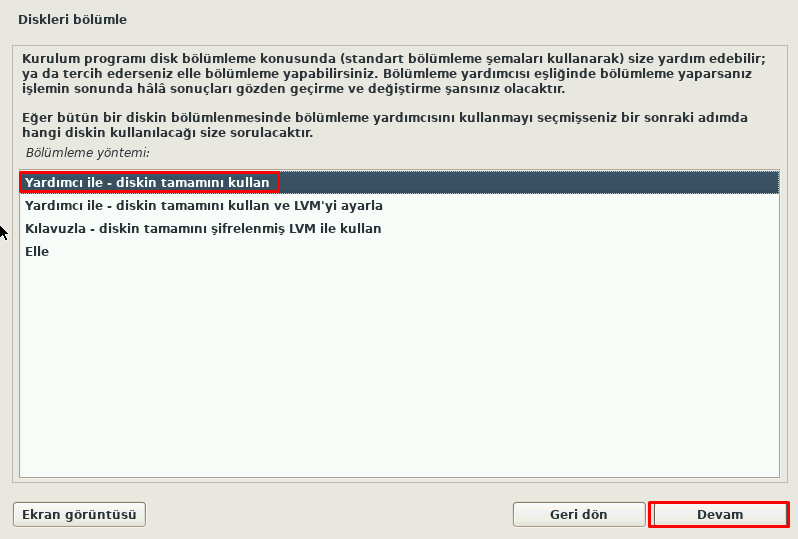 Diskleri bölümle
Kurulum programı disk bölümleme konusunda (standart bölümleme şemaları kullanarak) size yardım edebilir;
ya da tercih ederseniz elle bölümleme yapabilirsiniz. Bölümleme yardımcısı eşliğinde bölümleme yaparsanız
işlemin sonunda hâlâ sonuçları gözden geçirme ve değiştirme şansınız olacaktır.
Eğer bütün bir diskin bölümlenmesinde bölümleme yardımcısını kullanmayı seçmişseniz bir sonraki adımda
hangi diskin kullanılacağı size sorulacaktır.
Bölümleme yöntemi:
Yardımcı ile - diskin tamamını kullan
Yardımcı ile - diskin tamamını kullan ve LVM'yi ayarla
Kılavuzla - diskin tamamını şifrelenmiş LVM ile kullan
Elle
Ekran görüntüsü
Geri dön
Devam